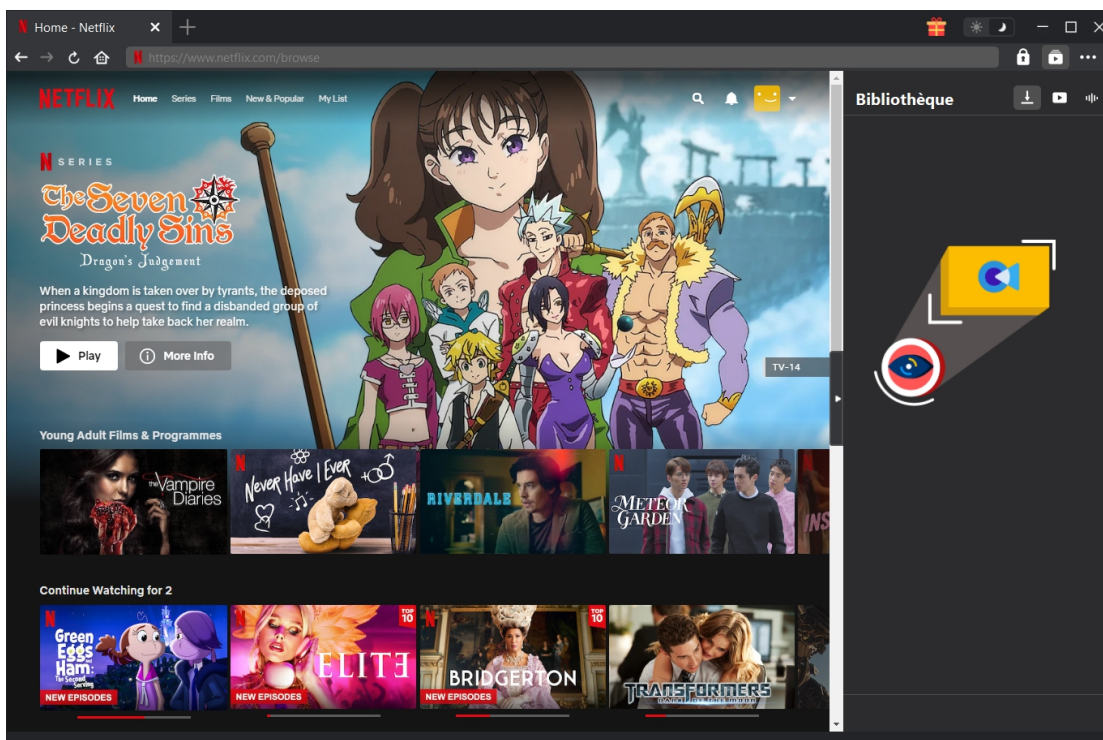 Home - Netflix
https://www.netflix.com/browse
NETFLIX
Home Series Films New & Popular My List
Bibliothèque
N SERIES
The Seven
Deadly Sins
Dragon's Judgement
When a kingdom is taken over by tyrants, the deposed
princess begins a quest to find a disbanded group of
evil knights to help take back her realm.
Play
More Info
TV-14
Young Adult Films & Programmes
The Vampire
Diaries
Never Have I Ever
RIVERDALE
METEOR
GARDEN
INS
Continue Watching for 2
Green
Eggs
and
Ham:
The Second
Serving
NEW EPISODES
TOP
10
ELITE
NEW EPISODES
TOP
10
BRIDGERTON
NEW EPISODES
TRANSFORMERS